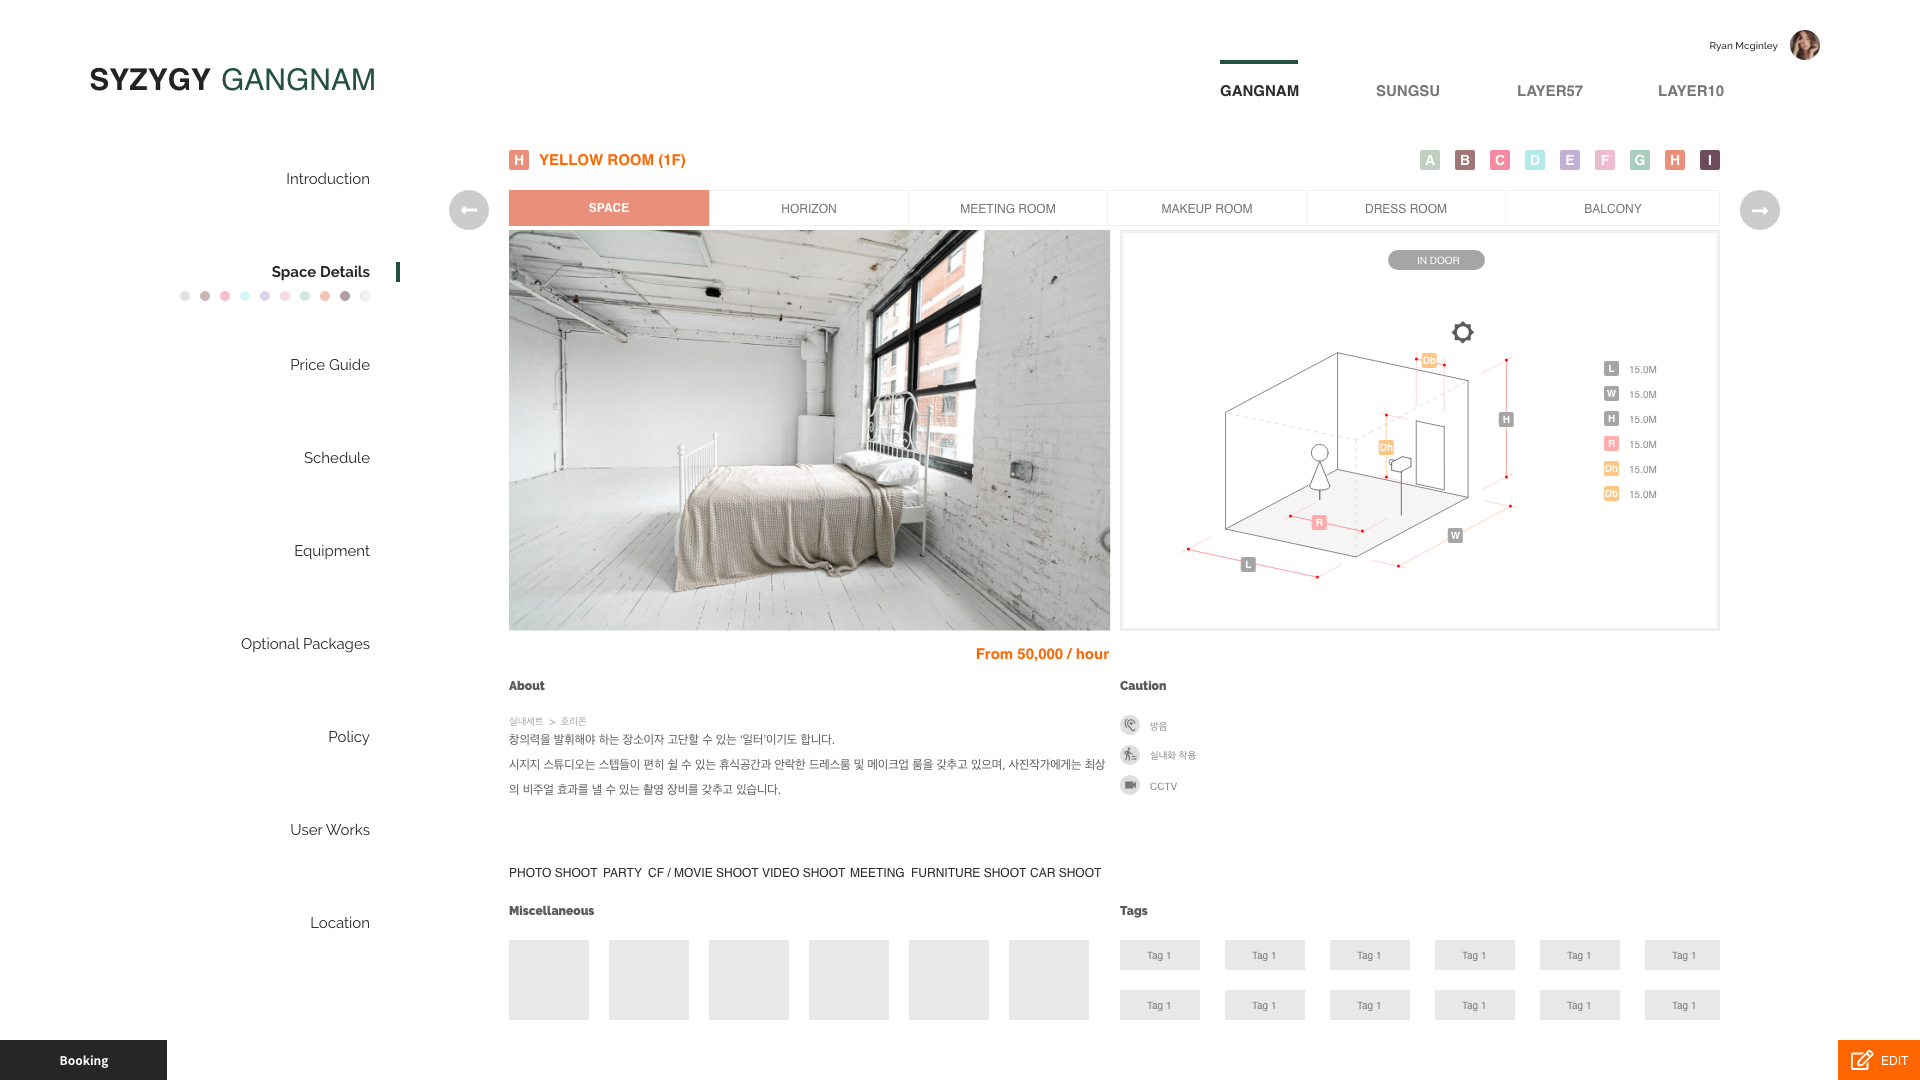 Ryan Mcginley
SYZYGY GANGNAM
GANGNAM SUNGSU LAYER57 LAYER10
Introduction
Space Details
Price Guide
Schedule
Equipment
Optional Packages
Policy
User Works
Location
H YELLOW ROOM (1F)
A B C D E F G H I
SPACE HORIZON MEETING ROOM MAKEUP ROOM DRESS ROOM BALCONY
IN DOOR
Db
H
Dh
R
W
L
L 15.0M
W 15.0M
H 15.0M
R 15.0M
Dh 15.0M
Db 15.0M
From 50,000 / hour
About
실내세트 > 호리존
창의력을 발휘해야 하는 장소이자 고단할 수 있는 ‘일터’이기도 합니다.
시지지 스튜디오는 스텝들이 편히 쉴 수 있는 휴식공간과 안락한 드레스룸 및 메이크업 룸을 갖추고 있으며, 사진작가에게는 최상
의 비주얼 효과를 낼 수 있는 촬영 장비를 갖추고 있습니다.
Caution
방음
실내화 착용
CCTV
PHOTO SHOOT PARTY CF / MOVIE SHOOT VIDEO SHOOT MEETING FURNITURE SHOOT CAR SHOOT
Miscellaneous
Tags
Tag 1 Tag 1 Tag 1 Tag 1 Tag 1 Tag 1
Tag 1 Tag 1 Tag 1 Tag 1 Tag 1 Tag 1
Booking
EDIT